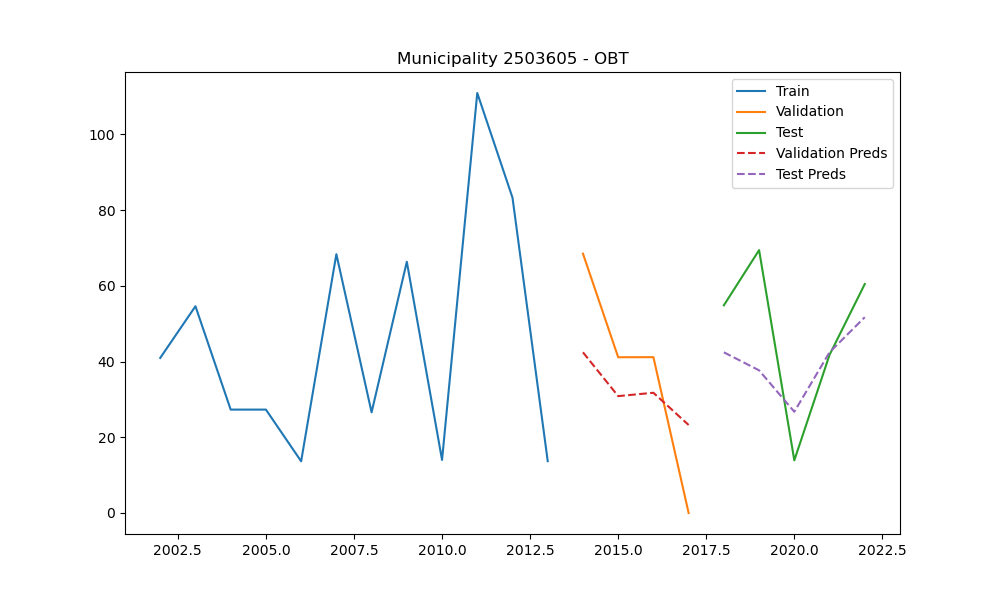 Municipality 2503605 - OBT
Train
Validation
Test
Validation Preds
Test Preds
100
80
60
40
20
0
2002.5 2005.0 2007.5 2010.0 2012.5 2015.0 2017.5 2020.0 2022.5